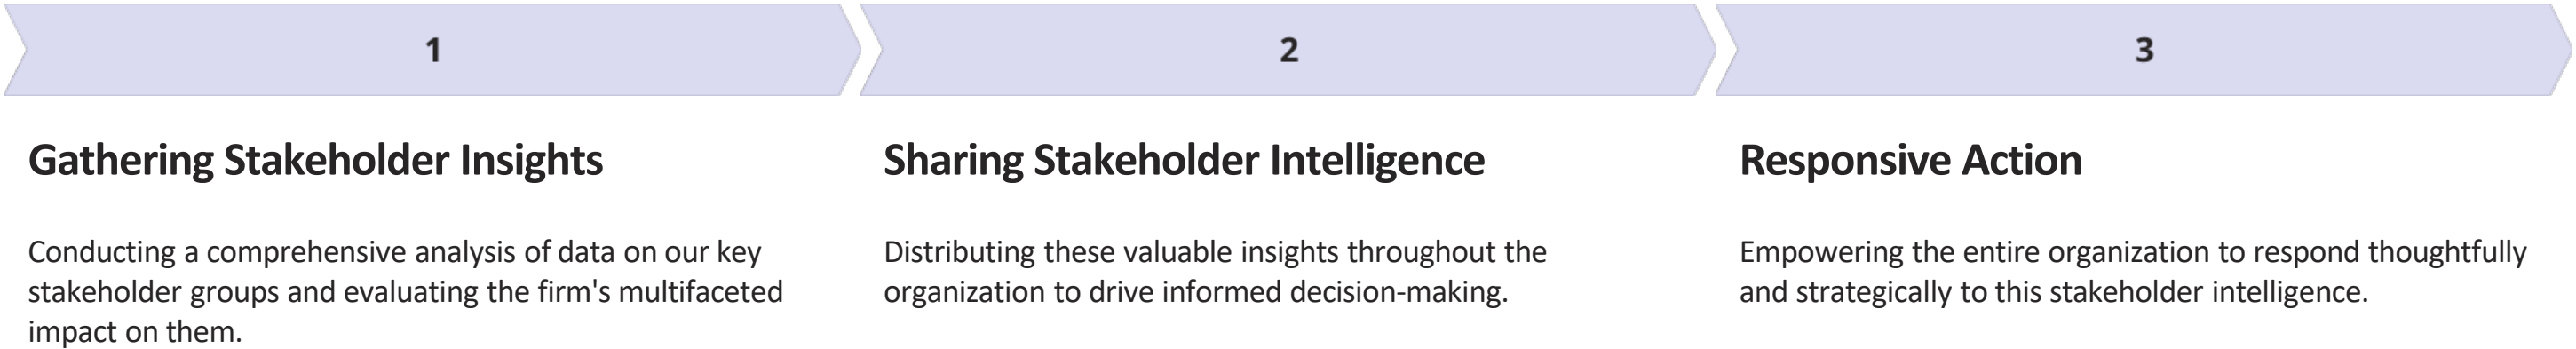 1
Gathering Stakeholder Insights
Conducting a comprehensive analysis of data on our key
stakeholder groups and evaluating the firm's multifaceted
impact on them.
2
Sharing Stakeholder Intelligence
Distributing these valuable insights throughout the
organization to drive informed decision-making.
3
Responsive Action
Empowering the entire organization to respond thoughtfully
and strategically to this stakeholder intelligence.